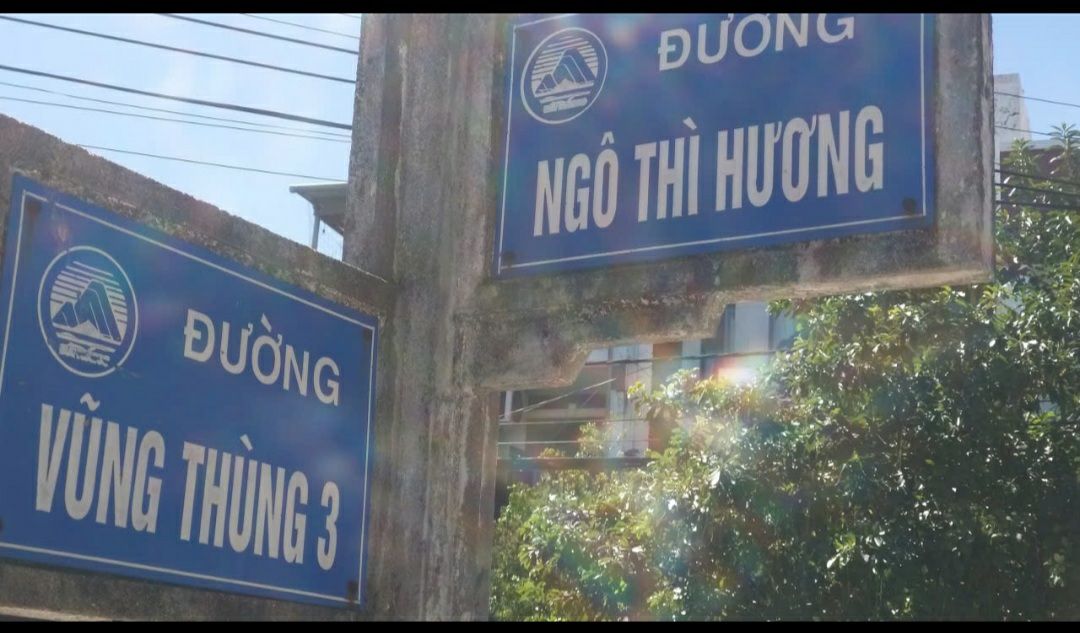 ĐƯỜNG
VŨNG THÙNG 3
ĐƯỜNG
NGÔ THÌ HƯƠNG